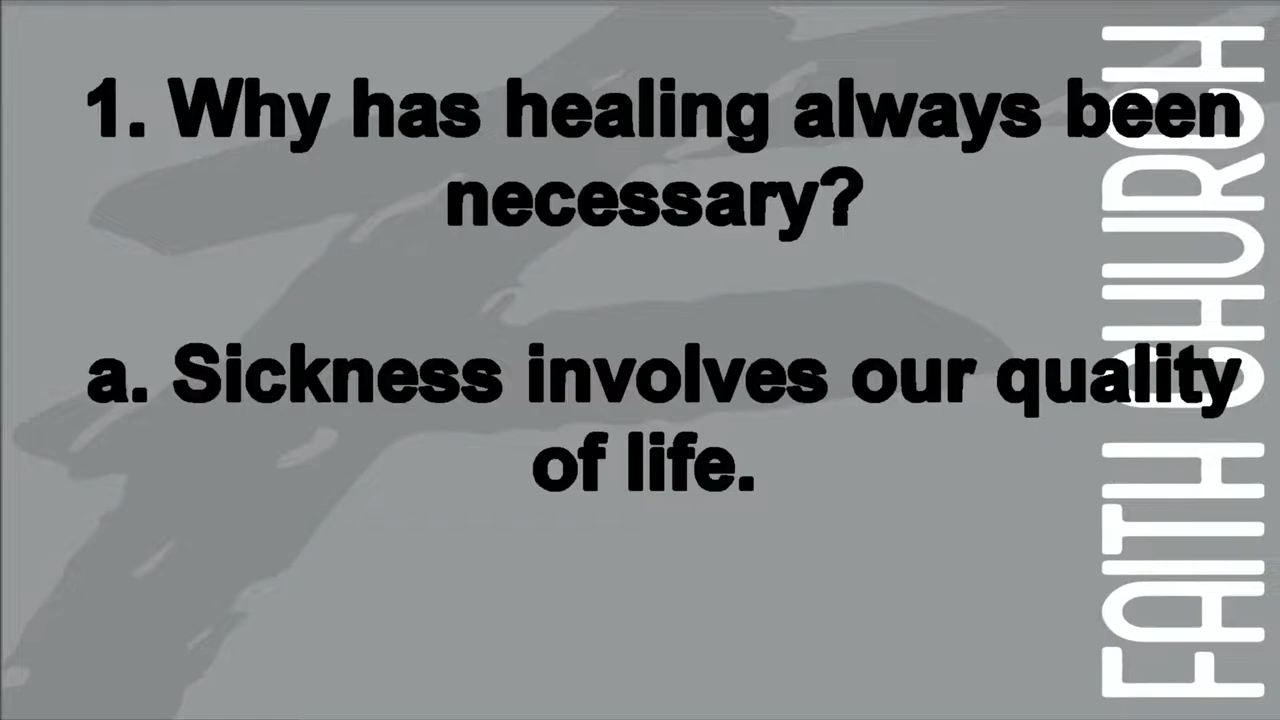 1. Why has healing always been
necessary?
a. Sickness involves our quality
of life.
FAITH CHURCH